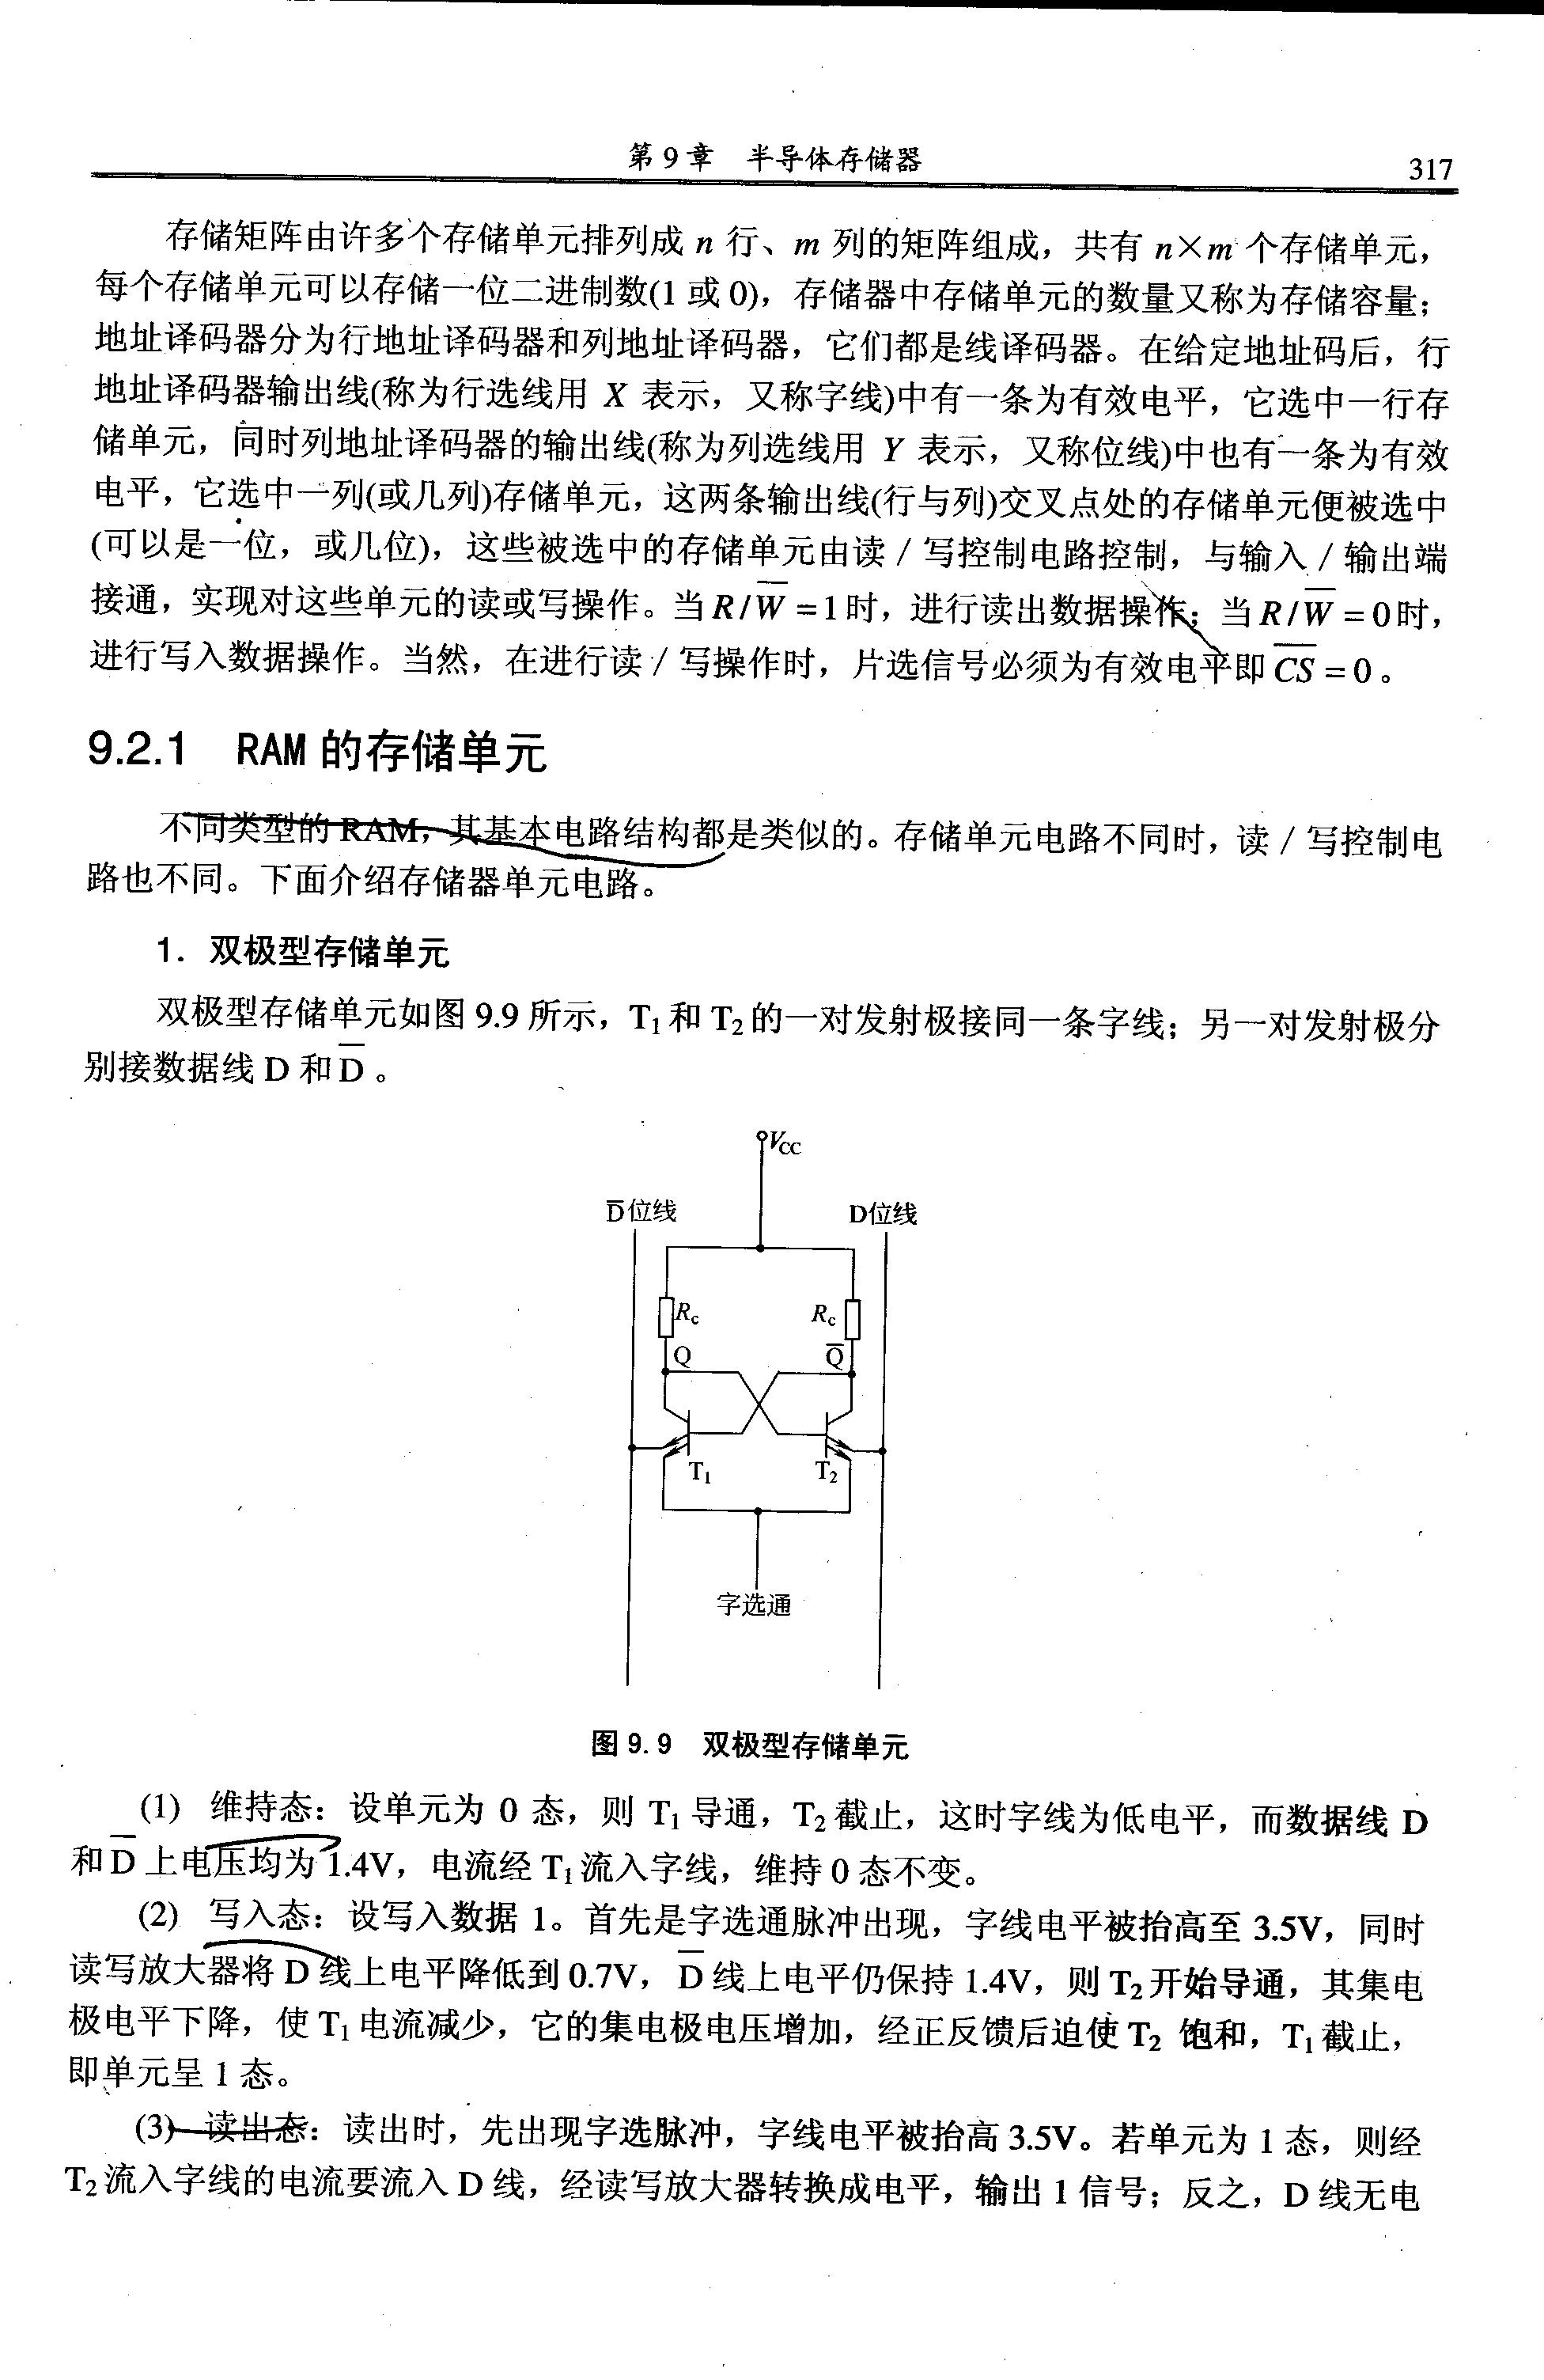 第9章 半导体存储器
317
存储矩阵由许多个存储单元排列成 n 行、m 列的矩阵组成，共有 n×m 个存储单元，
每个存储单元可以存储一位二进制数(1 或 0)，存储器中存储单元的数量又称为存储容量；
地址译码器分为行地址译码器和列地址译码器，它们都是线译码器。在给定地址码后，行
地址译码器输出线(称为行选线用 X 表示，又称字线)中有一条为有效电平，它选中一行存
储单元，同时列地址译码器的输出线(称为列选线用 Y 表示，又称位线)中也有一条为有效
电平，它选中一列(或几列)存储单元，这两条输出线(行与列)交叉点处的存储单元便被选中
(可以是一位，或几位)，这些被选中的存储单元由读／写控制电路控制，与输入／输出端
接通，实现对这些单元的读或写操作。当 R/W̅ =1时，进行读出数据操作；当 R/W̅ =0时，
进行写入数据操作。当然，在进行读／写操作时，片选信号必须为有效电平即 C̅S̅ =0。
9.2.1 RAM 的存储单元
不同类型的 RAM，其基本电路结构都是类似的。存储单元电路不同时，读／写控制电
路也不同。下面介绍存储器单元电路。
1．双极型存储单元
双极型存储单元如图 9.9 所示，T₁和 T₂的一对发射极接同一条字线；另一对发射极分
别接数据线 D 和 D̅ 。
V_CC
D̅位线
D位线
R_c
R_c
Q
Q̅
T₁
T₂
字选通
图 9.9 双极型存储单元
(1) 维持态：设单元为 0 态，则 T₁ 导通，T₂ 截止，这时字线为低电平，而数据线 D
和 D̅ 上电压均为 1.4V，电流经 T₁流入字线，维持 0 态不变。
(2) 写入态：设写入数据 1。首先是字选通脉冲出现，字线电平被抬高至 3.5V，同时
读写放大器将 D 线上电平降低到 0.7V，D̅ 线上电平仍保持 1.4V，则 T₂开始导通，其集电
极电平下降，使 T₁ 电流减少，它的集电极电压增加，经正反馈后迫使 T₂ 饱和，T₁截止，
即单元呈 1 态。
(3) 读出态：读出时，先出现字选脉冲，字线电平被抬高 3.5V。若单元为 1 态，则经
T₂流入字线的电流要流入 D 线，经读写放大器转换成电平，输出 1 信号；反之，D 线无电